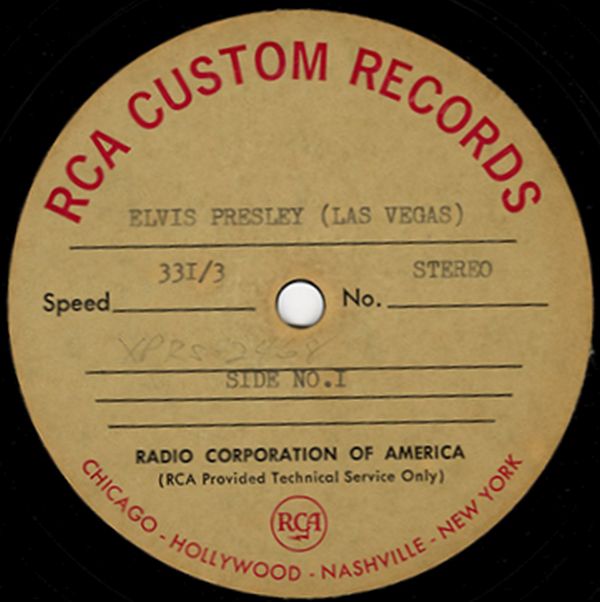 RCA CUSTOM RECORDS
ELVIS PRESLEY (LAS VEGAS)
33I/3 STEREO
Speed No.
SIDE NO.I
RADIO CORPORATION OF AMERICA
(RCA Provided Technical Service Only)
RCA
CHICAGO - HOLLYWOOD - NASHVILLE - NEW YORK